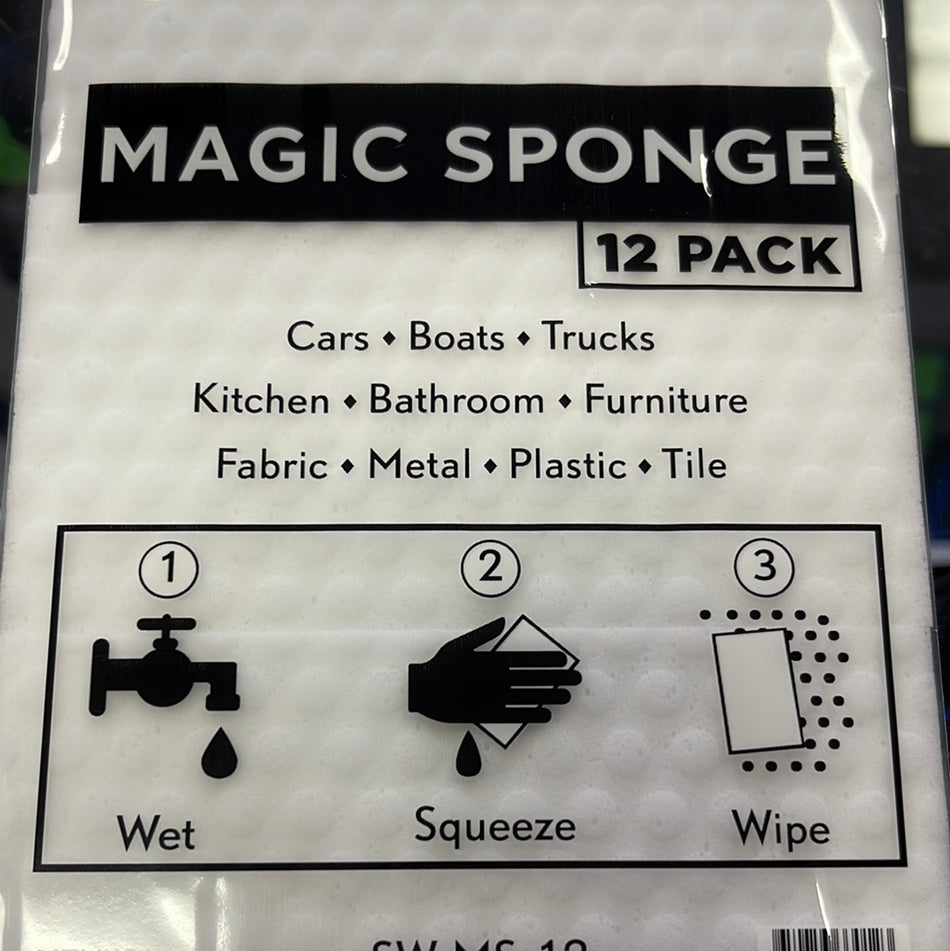 MAGIC SPONGE
12 PACK
Cars ♦ Boats ♦ Trucks
Kitchen ♦ Bathroom ♦ Furniture
Fabric ♦ Metal ♦ Plastic ♦ Tile
1 2 3
Wet Squeeze Wipe